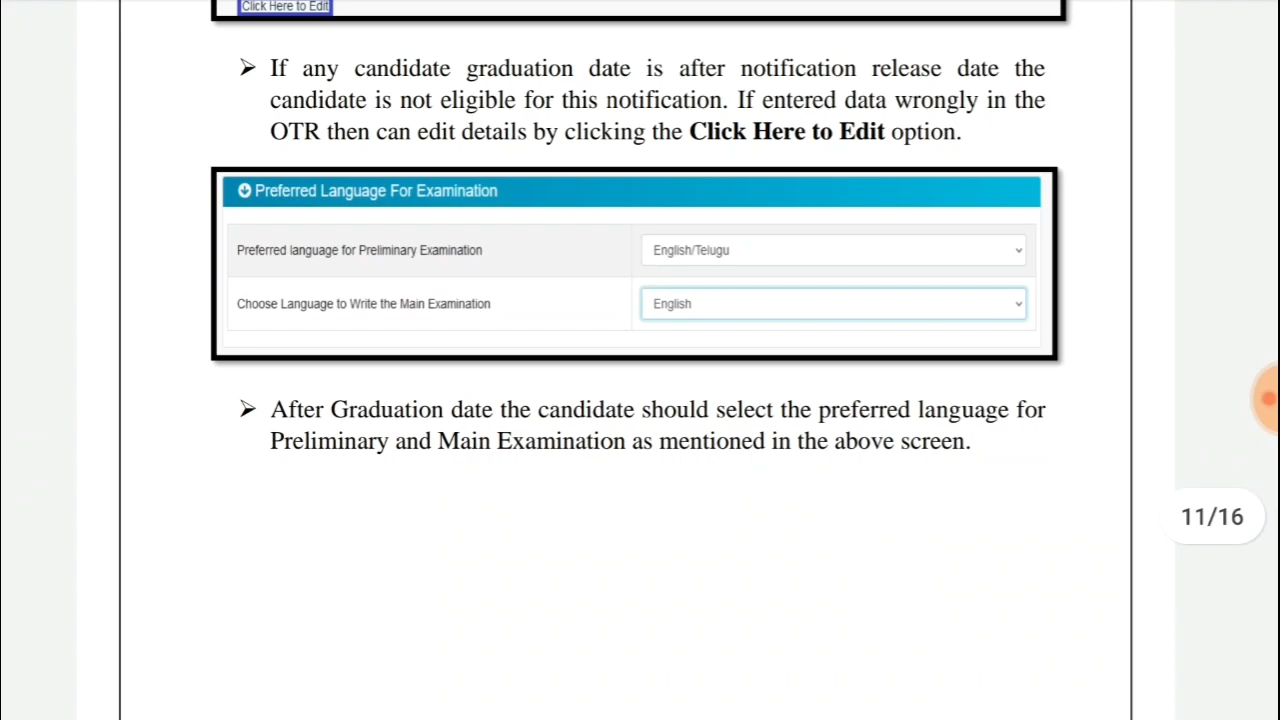 Click Here to Edit
➢ If any candidate graduation date is after notification release date the
candidate is not eligible for this notification. If entered data wrongly in the
OTR then can edit details by clicking the Click Here to Edit option.
Preferred Language For Examination
Preferred language for Preliminary Examination English/Telugu
Choose Language to Write the Main Examination English
➢ After Graduation date the candidate should select the preferred language for
Preliminary and Main Examination as mentioned in the above screen.
11/16